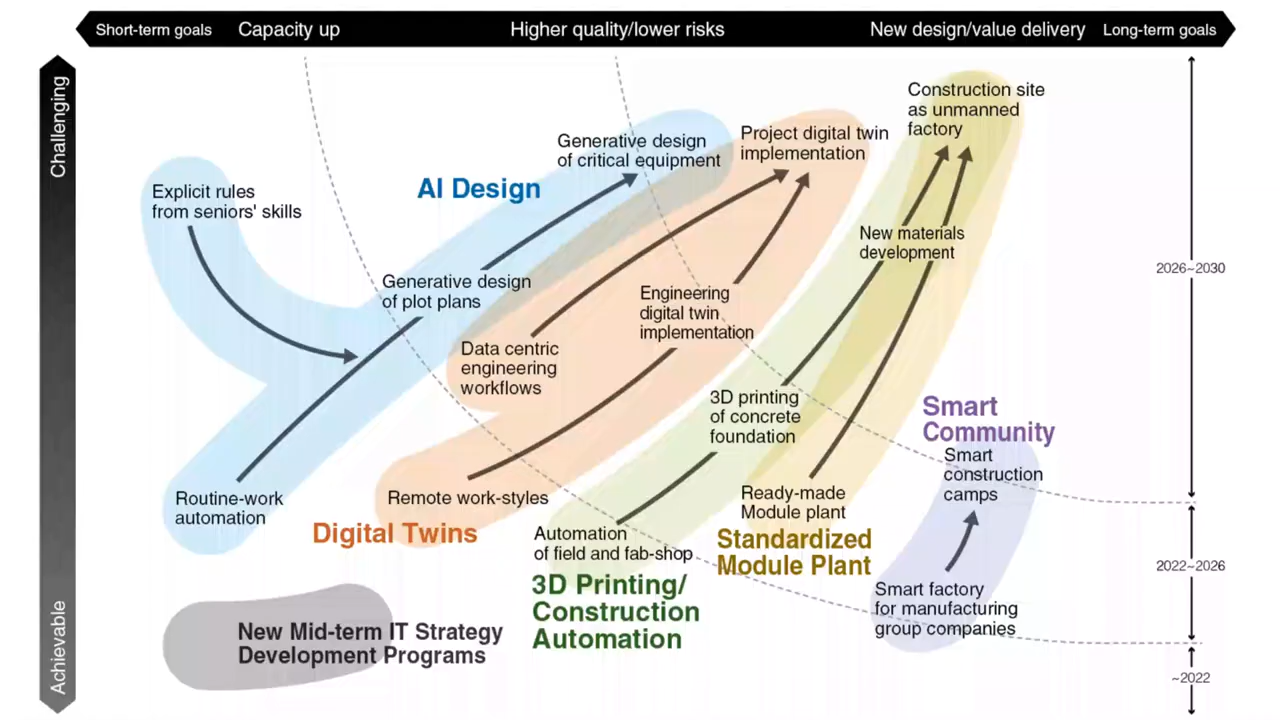 Short-term goals
Capacity up
Higher quality/lower risks
New design/value delivery
Long-term goals
Challenging
Achievable
Explicit rules
from seniors' skills
AI Design
Generative design
of critical equipment
Project digital twin
implementation
Construction site
as unmanned
factory
New materials
development
2026~2030
Generative design
of plot plans
Engineering
digital twin
implementation
Data centric
engineering
workflows
3D printing
of concrete
foundation
Smart
Community
Smart
construction
camps
Routine-work
automation
Remote work-styles
Digital Twins
Automation
of field and fab-shop
Ready-made
Module plant
Standardized
Module Plant
3D Printing/
Construction
Automation
2022~2026
Smart factory
for manufacturing
group companies
New Mid-term IT Strategy
Development Programs
~2022